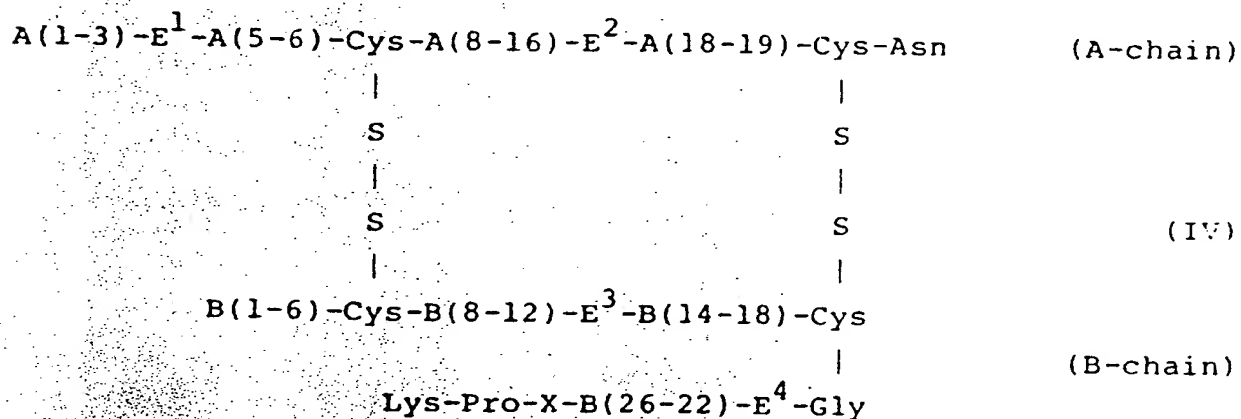 A(1-3)-E1-A(5-6)-Cys-A(8-16)-E2-A(18-19)-Cys-Asn (A-chain)
| |
S S
| |
S S (IV)
| |
B(1-6)-Cys-B(8-12)-E3-B(14-18)-Cys
| (B-chain)
Lys-Pro-X-B(26-22)-E4-Gly